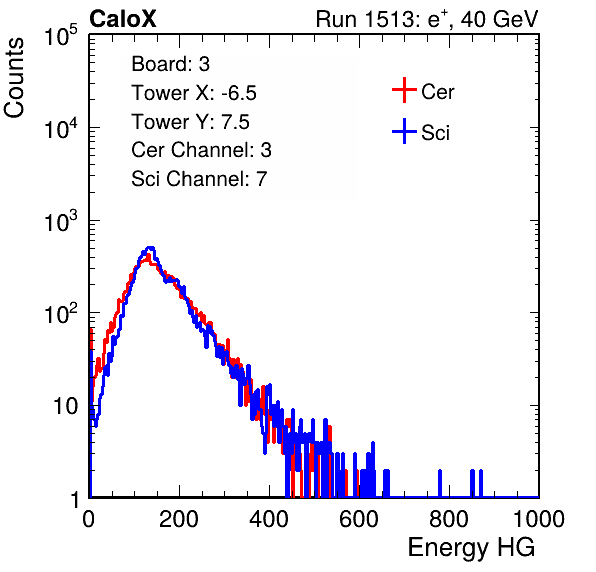 CaloX Run 1513: e⁺, 40 GeV
Counts
Board: 3
Tower X: -6.5
Tower Y: 7.5
Cer Channel: 3
Sci Channel: 7
Cer
Sci
10⁵
10⁴
10³
10²
10
1
0 200 400 600 800 1000
Energy HG